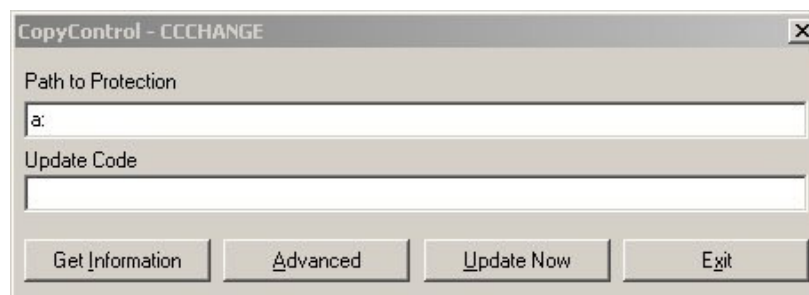 CopyControl - CCCHANGE
Path to Protection
a:
Update Code
Get Information Advanced Update Now Exit